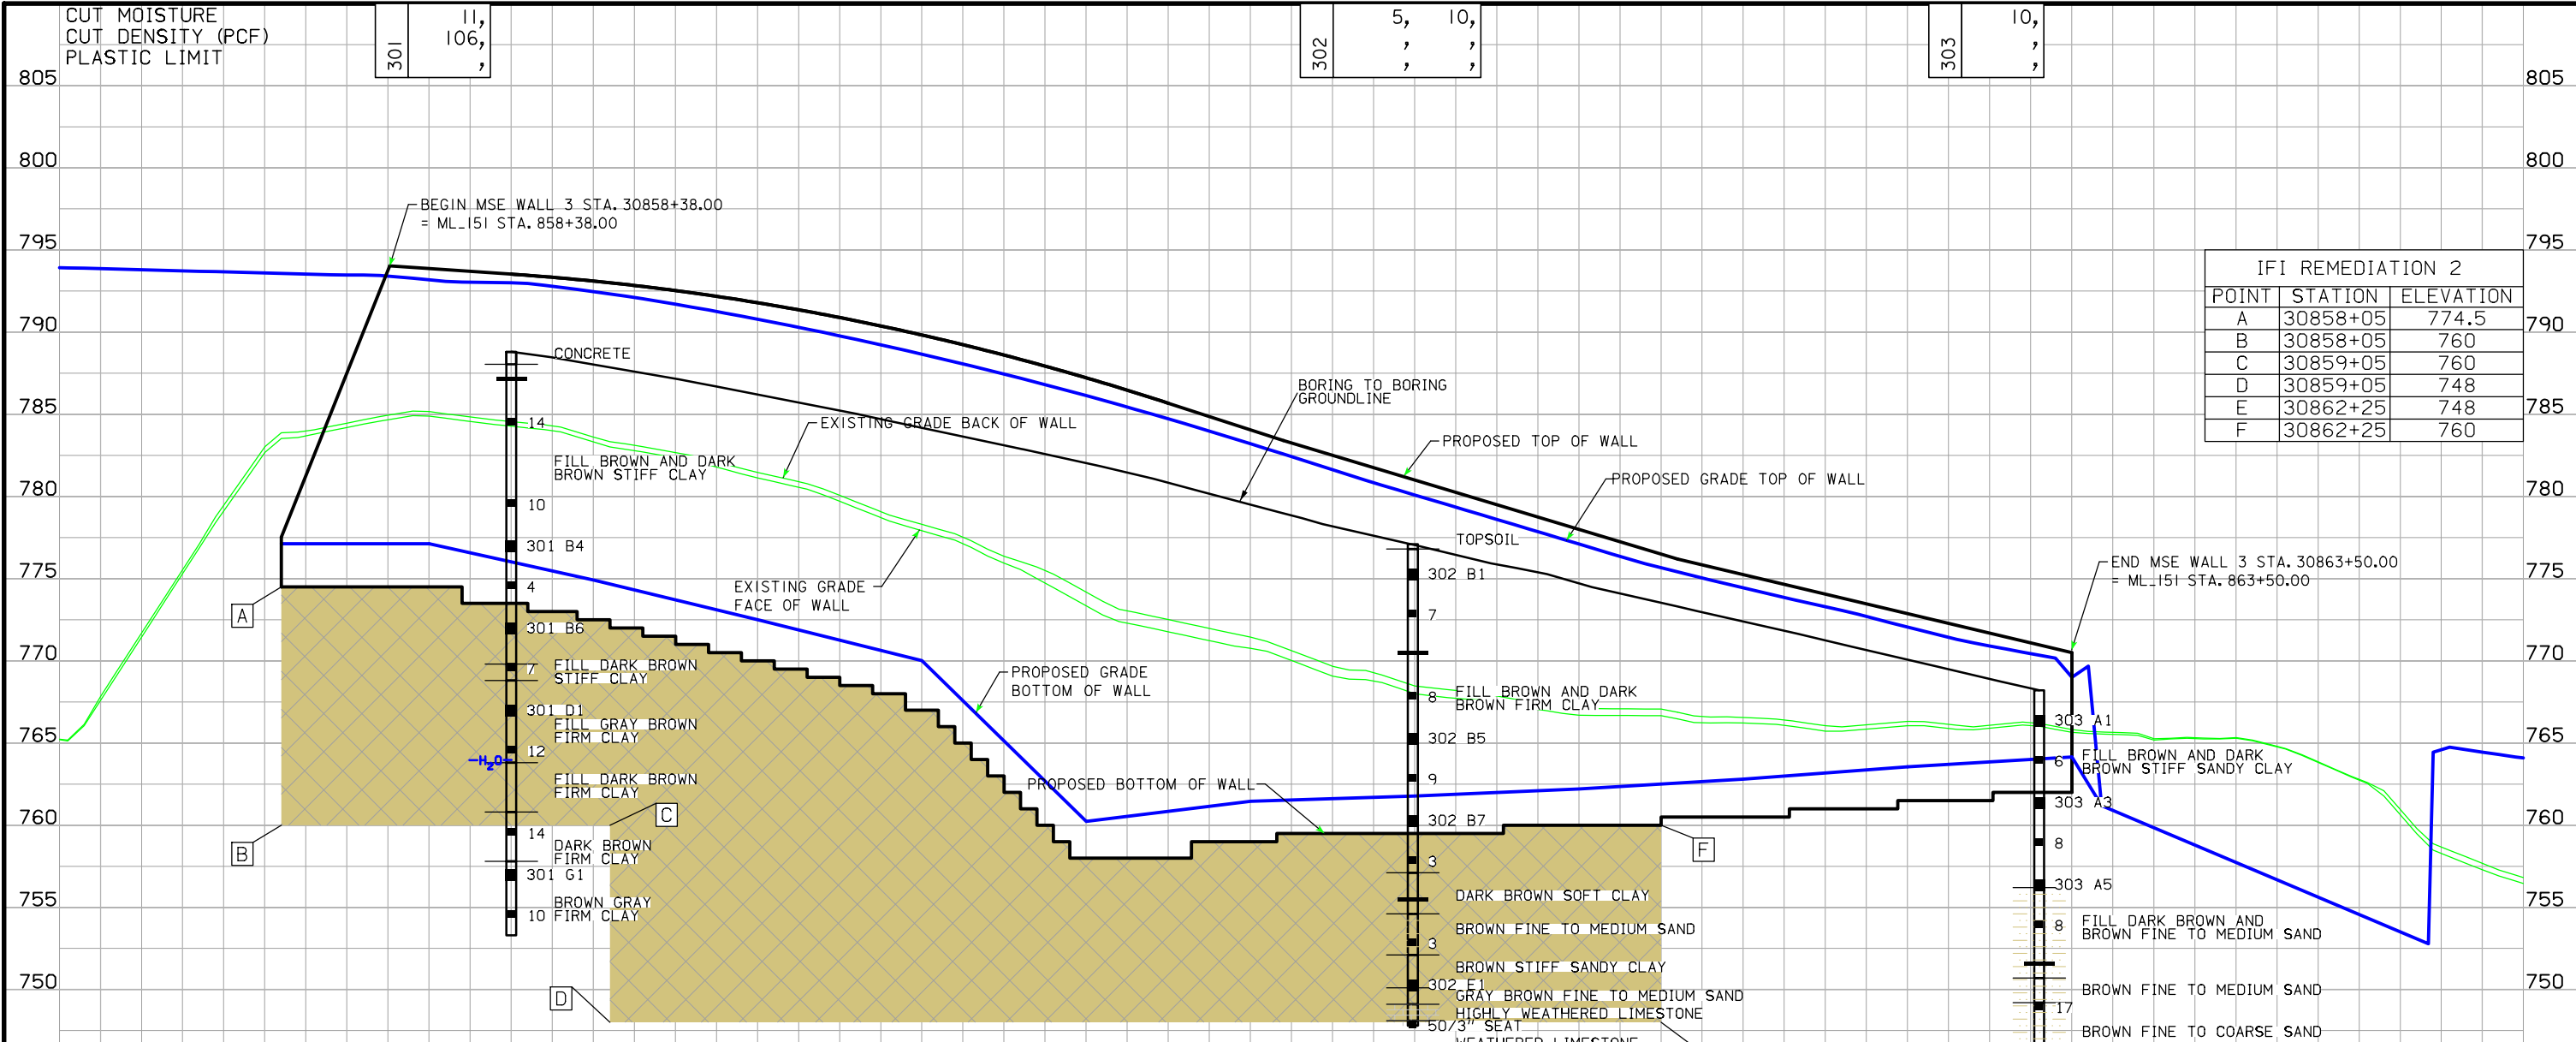 CUT MOISTURE
CUT DENSITY (PCF)
PLASTIC LIMIT
301
11,
106,
,
302
5, 10,
, ,
, ,
303
10,
,
,
805
805
800
800
795
795
790
790
785
785
780
780
775
775
770
770
765
765
760
760
755
755
750
750
BEGIN MSE WALL 3 STA. 30858+38.00
= ML_151 STA. 858+38.00
IFI REMEDIATION 2
POINT STATION ELEVATION
A 30858+05 774.5
B 30858+05 760
C 30859+05 760
D 30859+05 748
E 30862+25 748
F 30862+25 760
CONCRETE
14
FILL BROWN AND DARK
BROWN STIFF CLAY
10
301 B4
4
301 B6
7
FILL DARK BROWN
STIFF CLAY
301 D1
FILL GRAY BROWN
FIRM CLAY
12
-H2O-
FILL DARK BROWN
FIRM CLAY
14
DARK BROWN
FIRM CLAY
301 G1
10
BROWN GRAY
FIRM CLAY
EXISTING GRADE BACK OF WALL
BORING TO BORING
GROUNDLINE
PROPOSED TOP OF WALL
PROPOSED GRADE TOP OF WALL
EXISTING GRADE
FACE OF WALL
PROPOSED GRADE
BOTTOM OF WALL
PROPOSED BOTTOM OF WALL
END MSE WALL 3 STA. 30863+50.00
= ML_151 STA. 863+50.00
A
B
C
D
F
TOPSOIL
302 B1
7
8
FILL BROWN AND DARK
BROWN FIRM CLAY
302 B5
9
302 B7
3
DARK BROWN SOFT CLAY
BROWN FINE TO MEDIUM SAND
3
BROWN STIFF SANDY CLAY
302 E1
GRAY BROWN FINE TO MEDIUM SAND
HIGHLY WEATHERED LIMESTONE
50/3" SEAT
WEATHERED LIMESTONE
303 A1
6
FILL BROWN AND DARK
BROWN STIFF SANDY CLAY
303 A3
8
303 A5
8
FILL DARK BROWN AND
BROWN FINE TO MEDIUM SAND
BROWN FINE TO MEDIUM SAND
17
BROWN FINE TO COARSE SAND